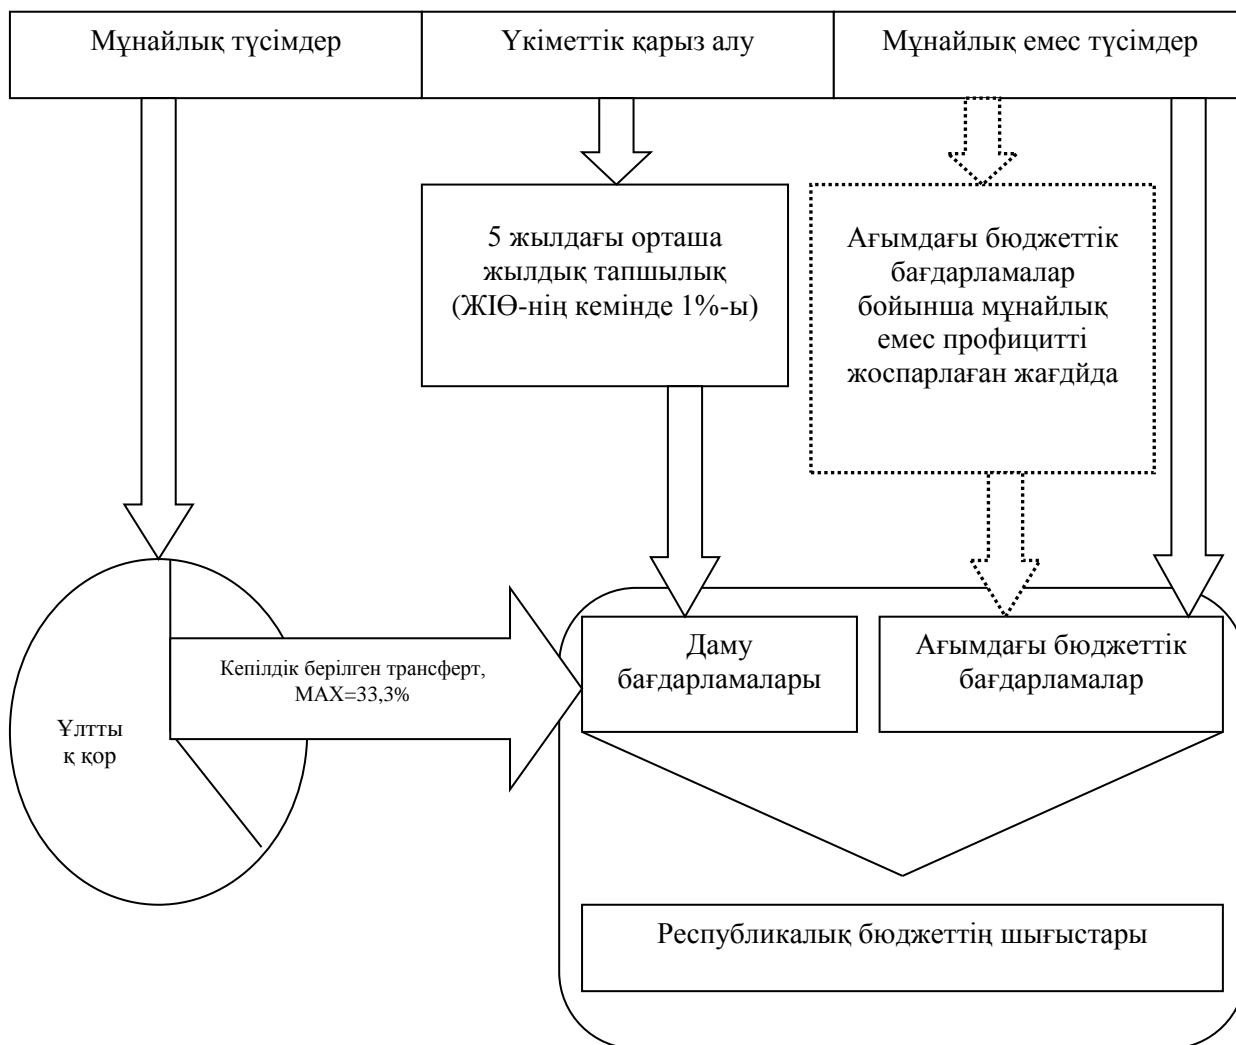 Мұнайлық түсімдер
Үкіметтік қарыз алу
Мұнайлық емес түсімдер
5 жылдағы орташа
жылдық тапшылық
(ЖІӨ-нің кемінде 1%-ы)
Ағымдағы бюджеттік
бағдарламалар
бойынша мұнайлық
емес профицитті
жоспарлаған жағдйда
Кепілдік берілген трансферт,
МАХ=33,3%
Ұлтты
қ қор
Даму
бағдарламалары
Ағымдағы бюджеттік
бағдарламалар
Республикалық бюджеттің шығыстары